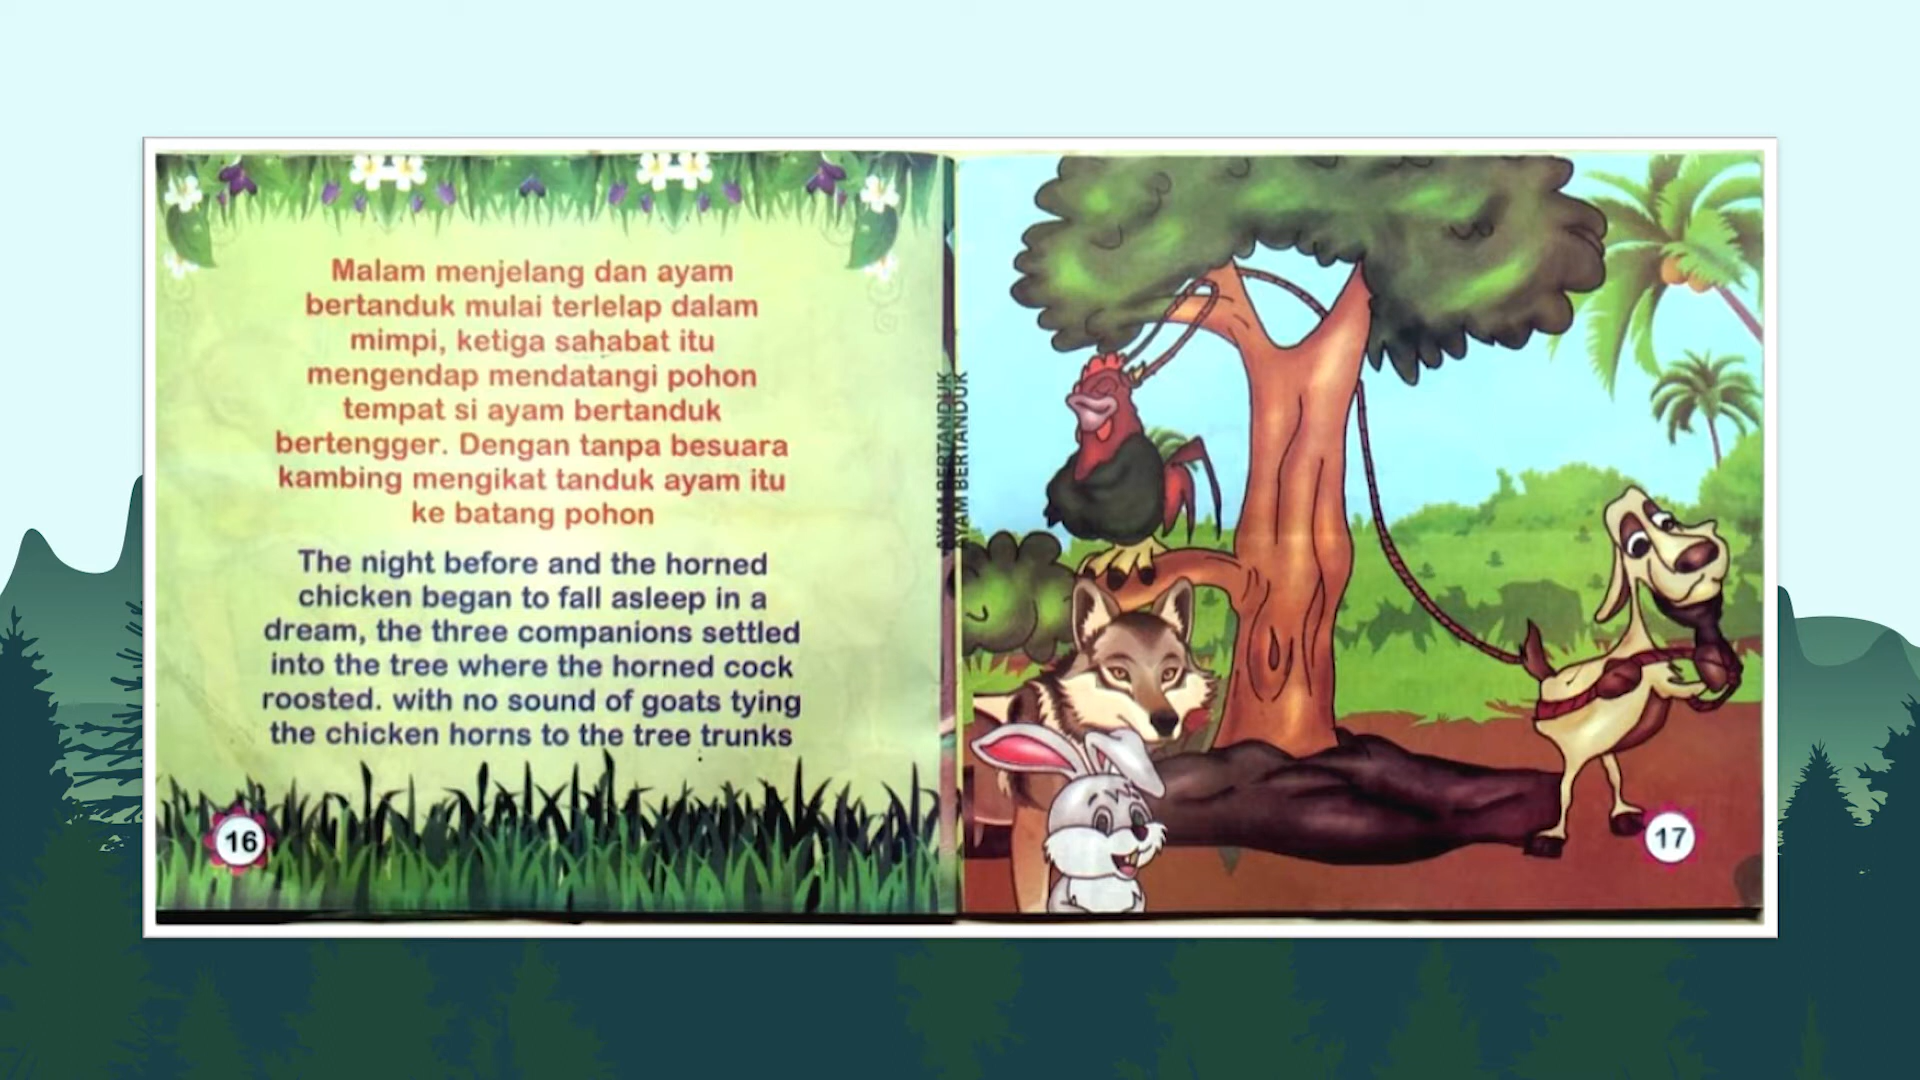 Malam menjelang dan ayam
bertanduk mulai terlelap dalam
mimpi, ketiga sahabat itu
mengendap mendatangi pohon
tempat si ayam bertanduk
bertengger. Dengan tanpa besuara
kambing mengikat tanduk ayam itu
ke batang pohon
The night before and the horned
chicken began to fall asleep in a
dream, the three companions settled
into the tree where the horned cock
roosted. with no sound of goats tying
the chicken horns to the tree trunks
16
AYAM BERTANDUK
AYAM BERTANDUK
17